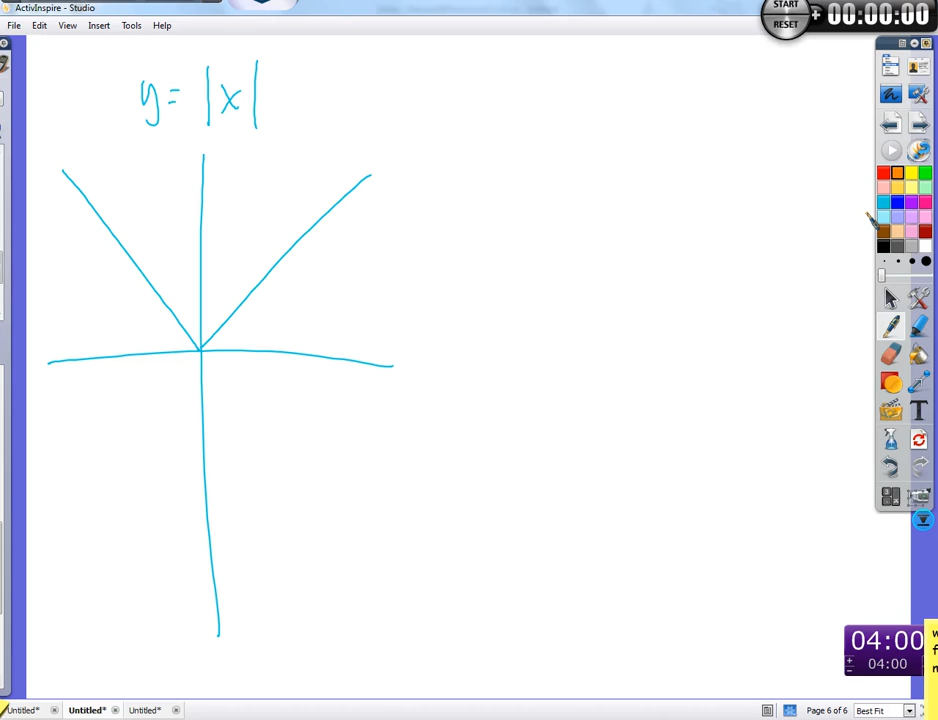 ActivInspire - Studio
START
RESET
00:00:00
File Edit View Insert Tools Help
y = |x|
T
04:00
04:00
Untitled* Untitled* Untitled*
Page 6 of 6 Best Fit